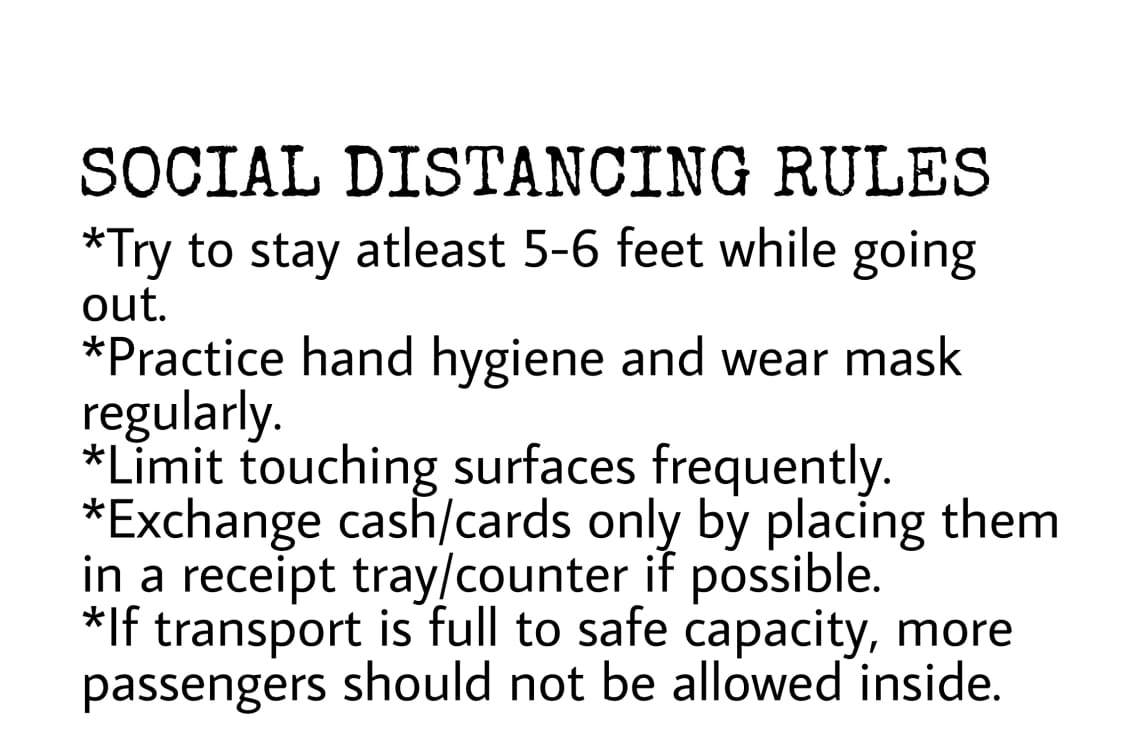 SOCIAL DISTANCING RULES
*Try to stay atleast 5-6 feet while going
out.
*Practice hand hygiene and wear mask
regularly.
*Limit touching surfaces frequently.
*Exchange cash/cards only by placing them
in a receipt tray/counter if possible.
*If transport is full to safe capacity, more
passengers should not be allowed inside.